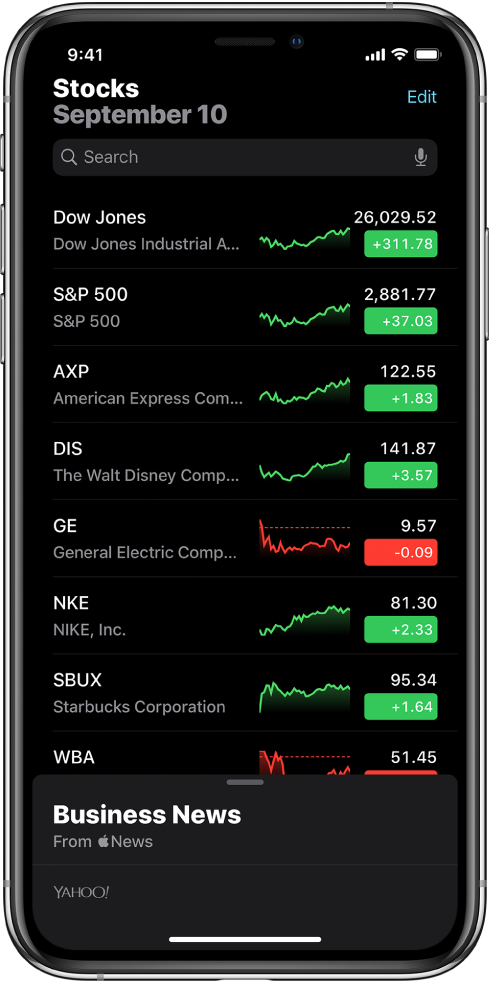 9:41
Stocks
September 10
Edit
Search
Dow Jones
26,029.52
Dow Jones Industrial A...
+311.78
S&P 500
2,881.77
S&P 500
+37.03
AXP
122.55
American Express Com...
+1.83
DIS
141.87
The Walt Disney Comp...
+3.57
GE
9.57
General Electric Comp...
-0.09
NKE
81.30
NIKE, Inc.
+2.33
SBUX
95.34
Starbucks Corporation
+1.64
WBA
51.45
Business News
From News
YAHOO!